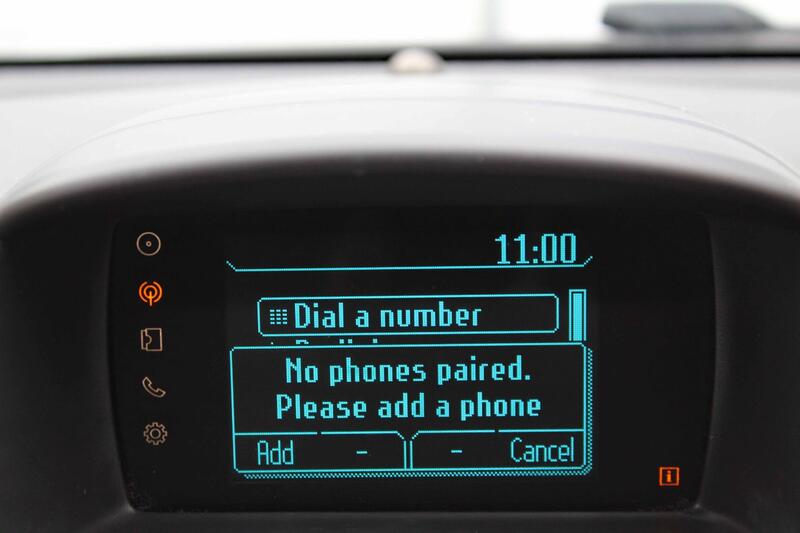 11:00
Dial a number
No phones paired.
Please add a phone
Add - - Cancel
i